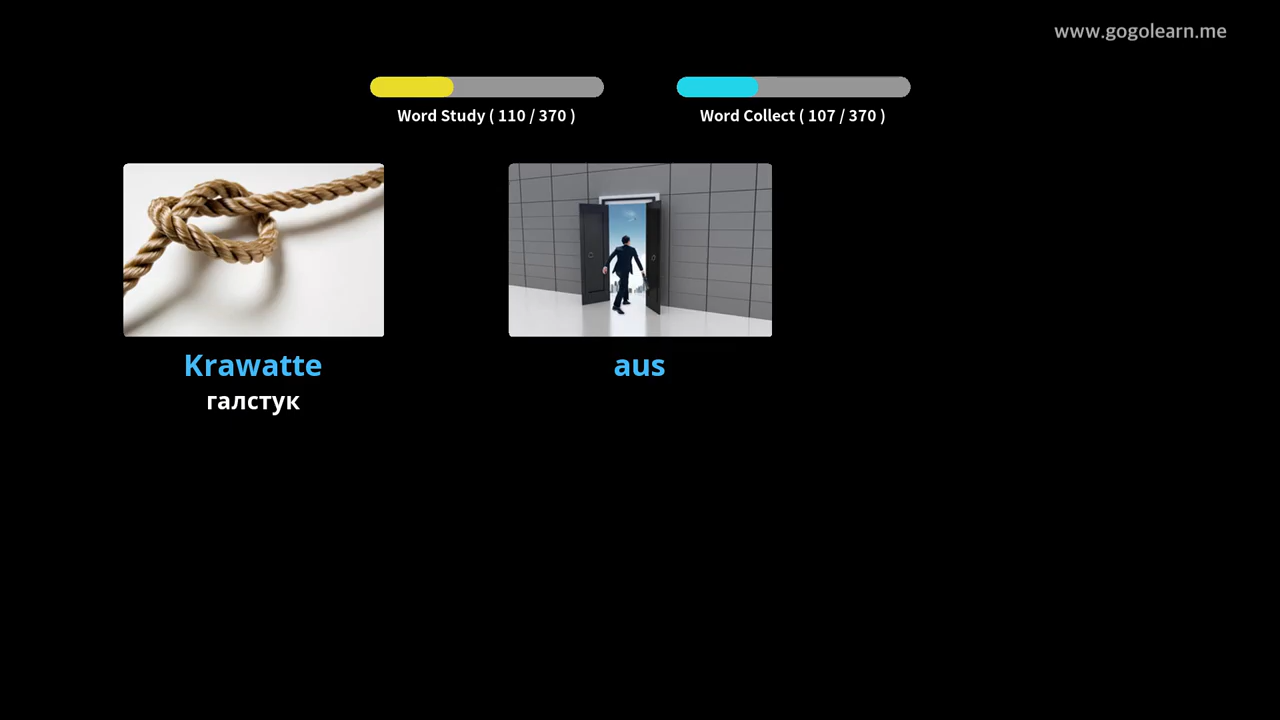 www.gogolearn.me
Word Study ( 110 / 370 )
Word Collect ( 107 / 370 )
Krawatte
галстук
aus